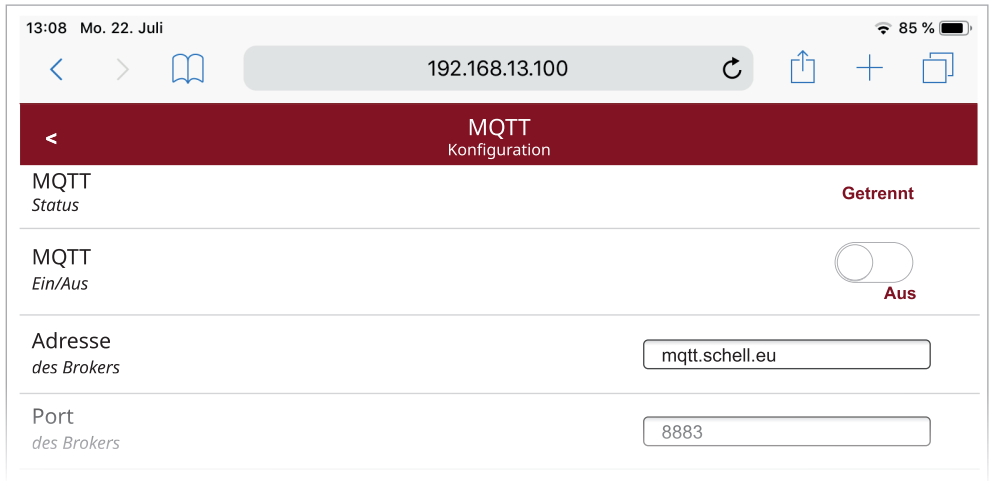 13:08 Mo. 22. Juli 85 %
192.168.13.100
<
MQTT
Konfiguration
MQTT
Status
Getrennt
MQTT
Ein/Aus
Aus
Adresse
des Brokers
mqtt.schell.eu
Port
des Brokers
8883